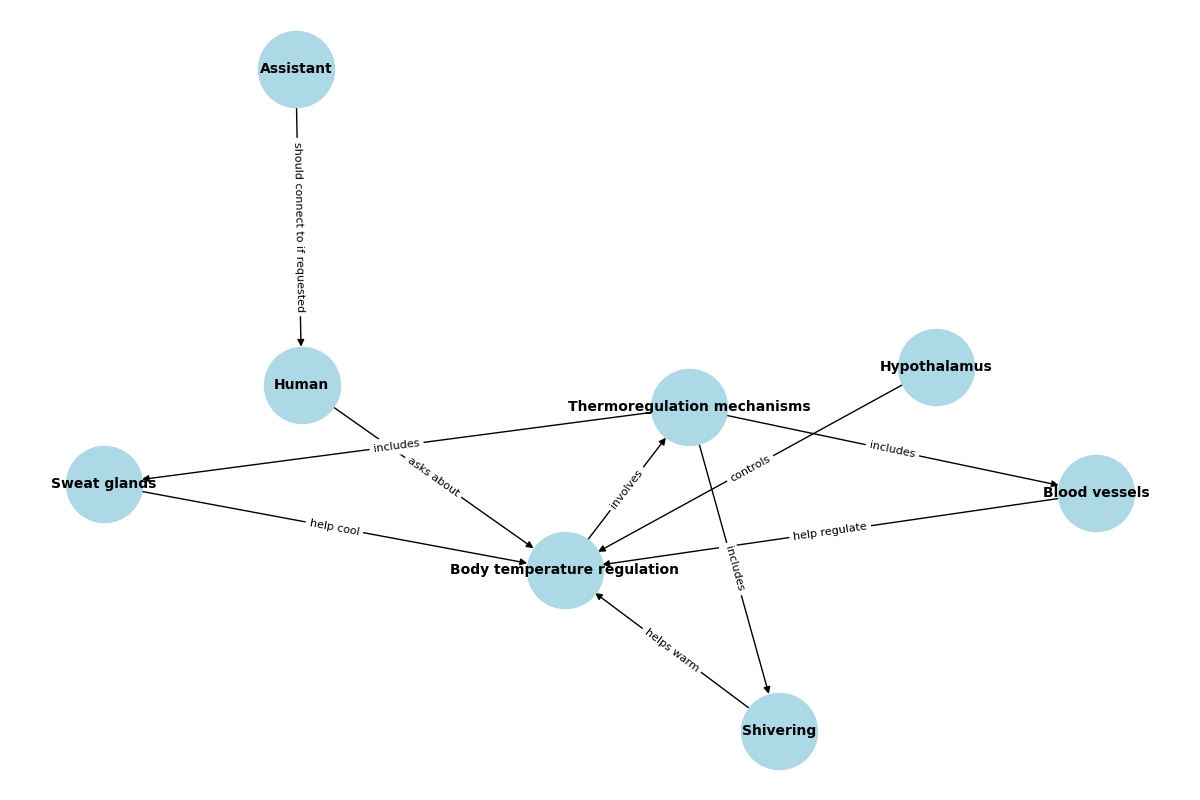 Assistant
should connect to if requested
Hypothalamus
Human
Thermoregulation mechanisms
includes
includes
controls
asks about
involves
Sweat glands
Blood vessels
help cool
help regulate
Body temperature regulation
includes
helps warm
Shivering